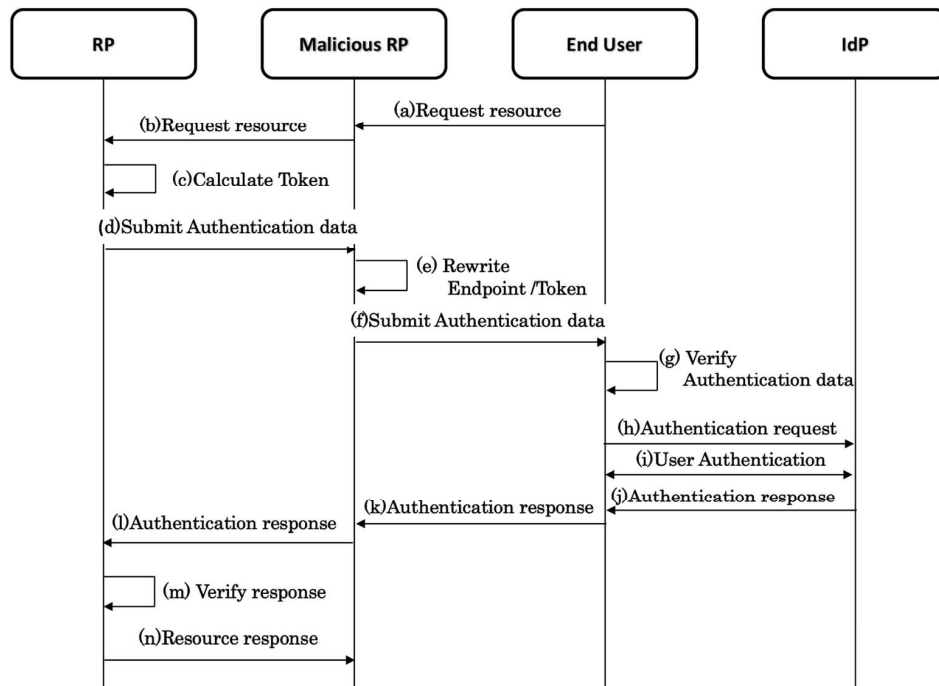 RP
Malicious RP
End User
IdP
(a)Request resource
(b)Request resource
(c)Calculate Token
(d)Submit Authentication data
(e) Rewrite
Endpoint /Token
(f)Submit Authentication data
(g) Verify
Authentication data
(h)Authentication request
(i)User Authentication
(j)Authentication response
(k)Authentication response
(l)Authentication response
(m) Verify response
(n)Resource response